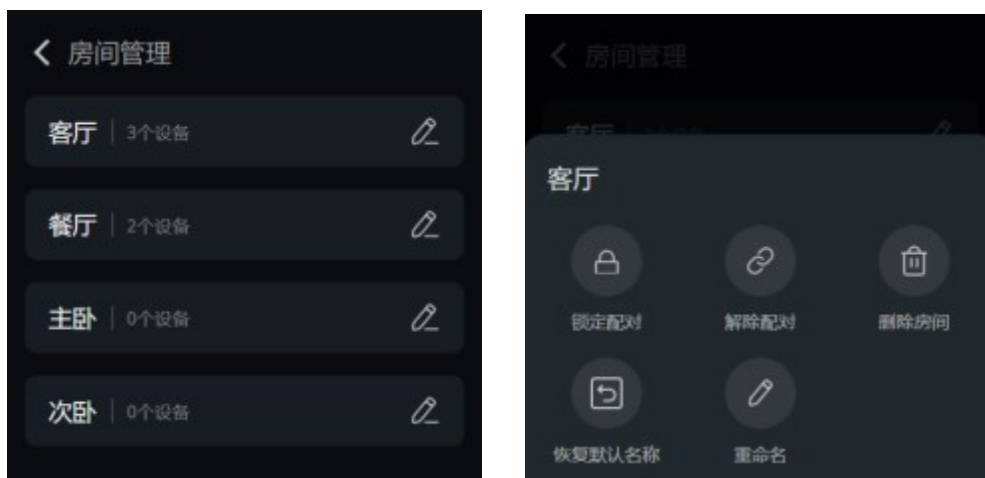 房间管理
客厅 3个设备
餐厅 2个设备
主卧 0个设备
次卧 0个设备
房间管理
客厅
客厅
锁定配对 解除配对 删除房间
恢复默认名称 重命名